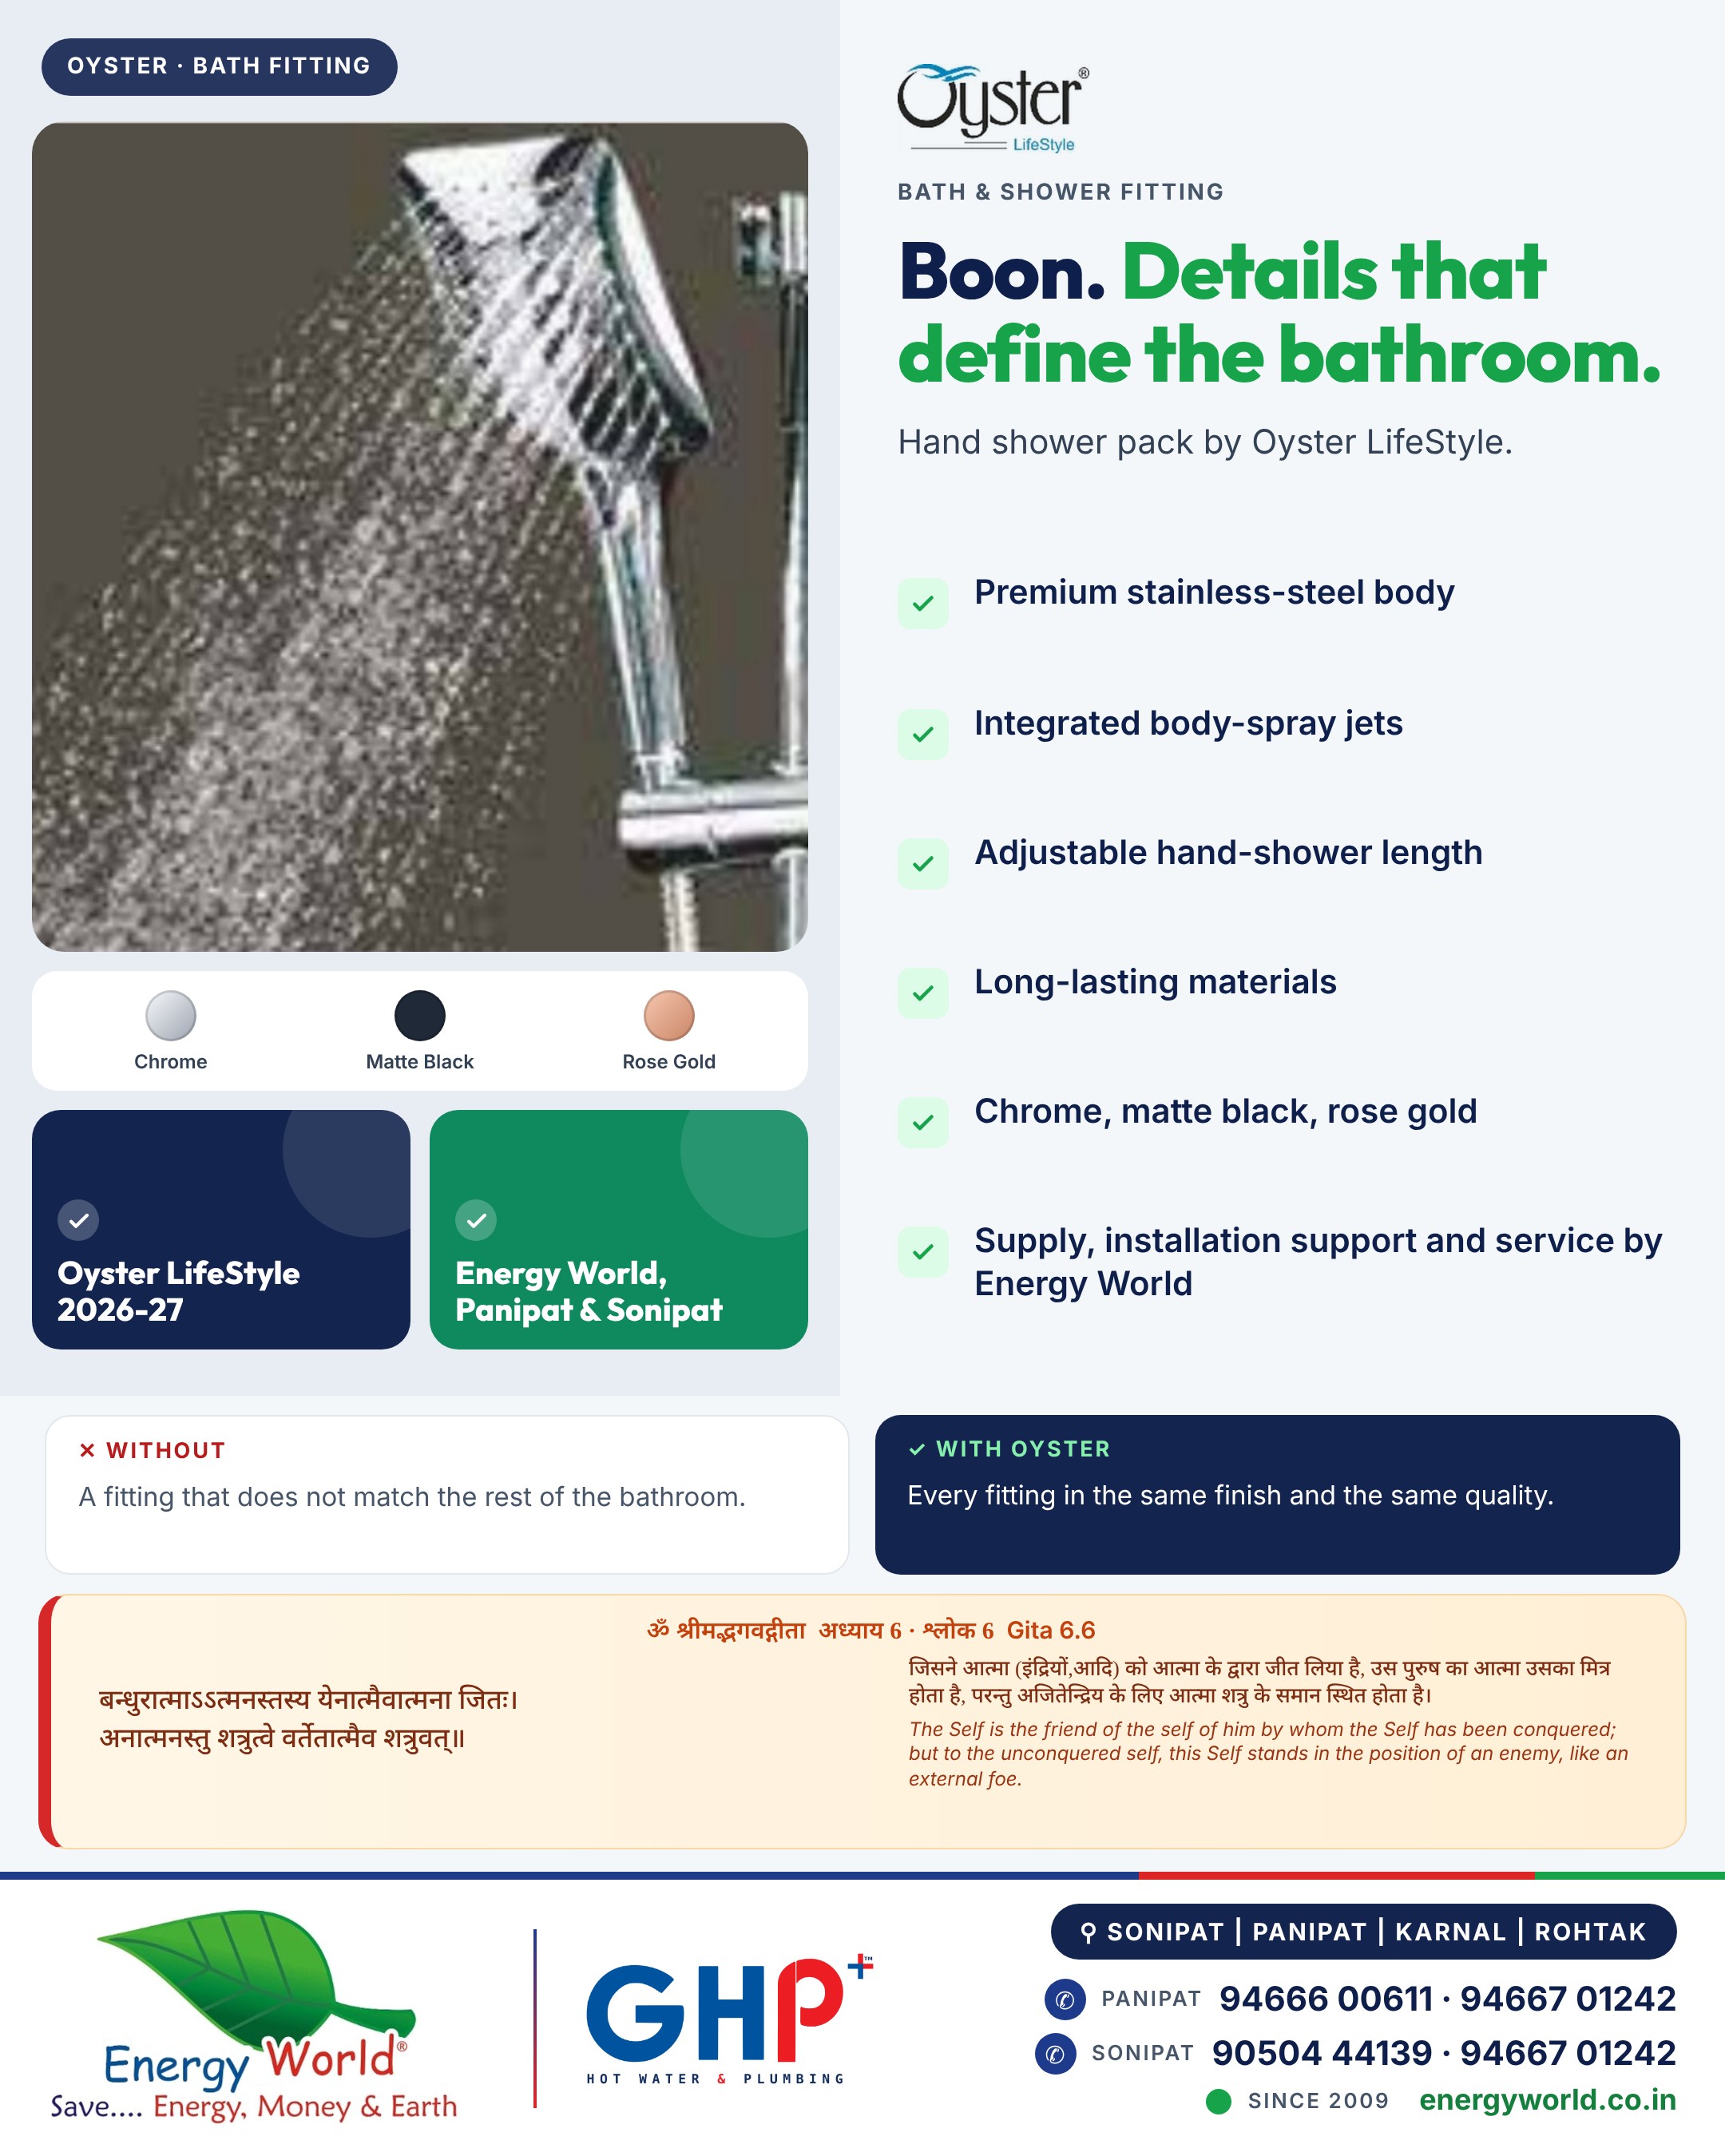 OYSTER · BATH FITTING
Oyster®
LifeStyle
BATH & SHOWER FITTING
Boon. Details that
define the bathroom.
Hand shower pack by Oyster LifeStyle.
Premium stainless-steel body
Integrated body-spray jets
Adjustable hand-shower length
Long-lasting materials
Chrome, matte black, rose gold
Supply, installation support and service by
Energy World
Chrome
Matte Black
Rose Gold
Oyster LifeStyle
2026-27
Energy World,
Panipat & Sonipat
× WITHOUT
A fitting that does not match the rest of the bathroom.
✓ WITH OYSTER
Every fitting in the same finish and the same quality.
ॐ श्रीमद्भगवद्गीता अध्याय 6 · श्लोक 6 Gita 6.6
बन्धुरात्माऽऽत्मनस्तस्य येनात्मैवात्मना जितः।
अनात्मनस्तु शत्रुत्वे वर्तेतात्मैव शत्रुवत्॥
जिसने आत्मा (इंद्रियों,आदि) को आत्मा के द्वारा जीत लिया है, उस पुरुष का आत्मा उसका मित्र
होता है, परन्तु अजितेन्द्रिय के लिए आत्मा शत्रु के समान स्थित होता है।
The Self is the friend of the self of him by whom the Self has been conquered;
but to the unconquered self, this Self stands in the position of an enemy, like an
external foe.
Energy World®
Save.... Energy, Money & Earth
GHP+™
HOT WATER & PLUMBING
SONIPAT | PANIPAT | KARNAL | ROHTAK
PANIPAT 94666 00611 · 94667 01242
SONIPAT 90504 44139 · 94667 01242
SINCE 2009 energyworld.co.in